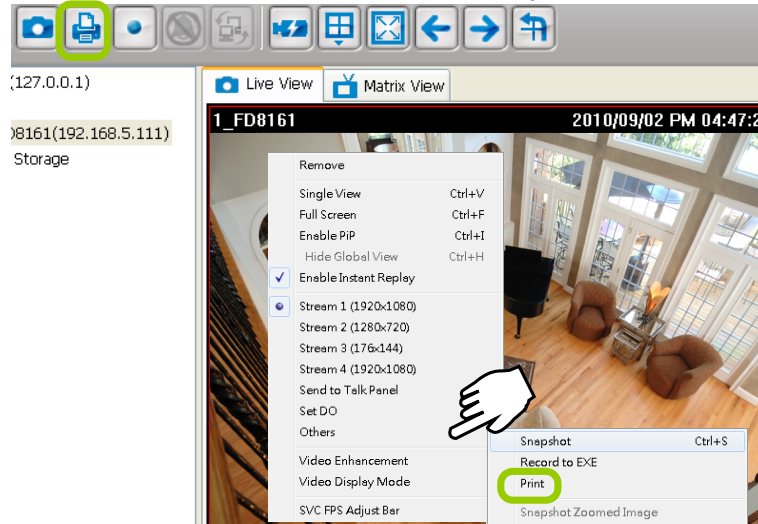 (127.0.0.1)
Live View
Matrix View
D8161(192.168.5.111)
Storage
1_FD8161
2010/09/02 PM 04:47:2
Remove
Single View Ctrl+V
Full Screen Ctrl+F
Enable PiP Ctrl+I
Hide Global View Ctrl+H
Enable Instant Replay
Stream 1 (1920x1080)
Stream 2 (1280x720)
Stream 3 (176x144)
Stream 4 (1920x1080)
Send to Talk Panel
Set DO
Others
Video Enhancement
Video Display Mode
SVC FPS Adjust Bar
Snapshot Ctrl+S
Record to EXE
Print
Snapshot Zoomed Image